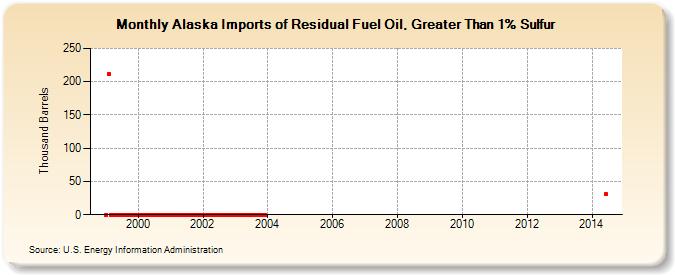 Monthly Alaska Imports of Residual Fuel Oil, Greater Than 1% Sulfur
Thousand Barrels
250
200
150
100
50
0
2000 2002 2004 2006 2008 2010 2012 2014
Source: U.S. Energy Information Administration